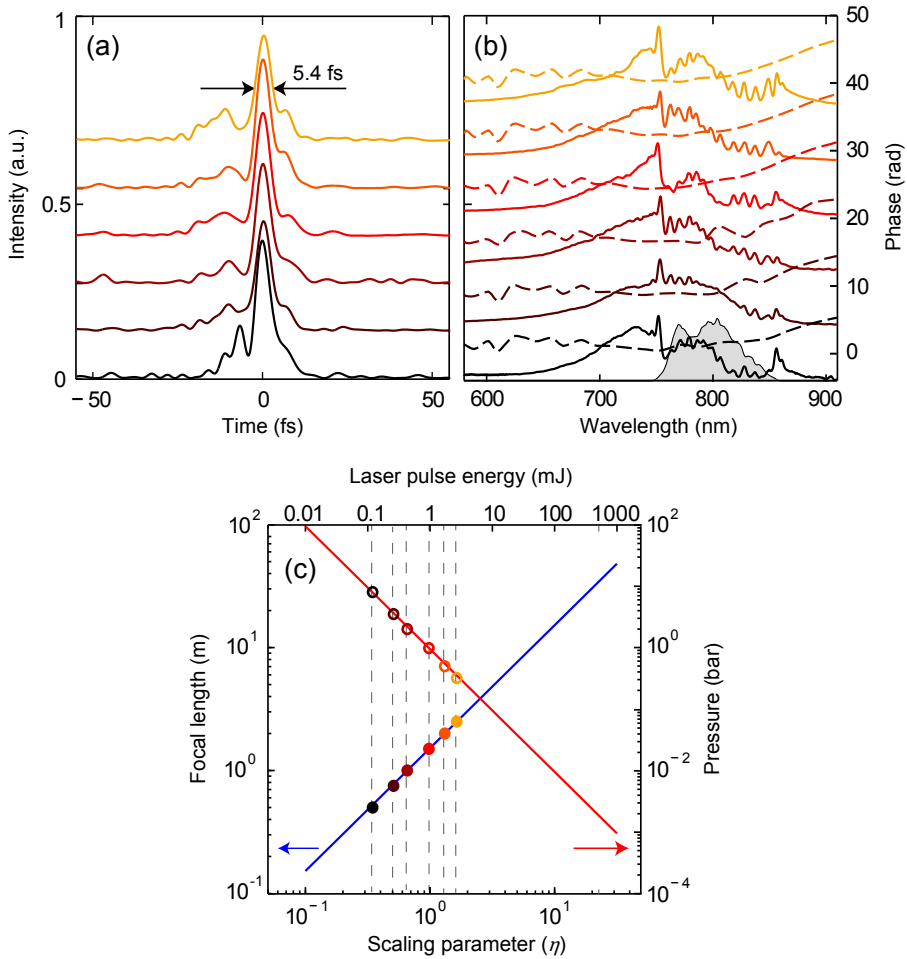 (a)
5.4 fs
1
0.5
0
Intensity (a.u.)
−50
0
50
Time (fs)
(b)
50
40
30
20
10
0
Phase (rad)
600
700
800
900
Wavelength (nm)
Laser pulse energy (mJ)
0.01
0.1
1
10
100
1000
(c)
10²
10¹
10⁰
10⁻¹
Focal length (m)
10²
10⁰
10⁻²
10⁻⁴
Pressure (bar)
10⁻¹
10⁰
10¹
Scaling parameter (η)